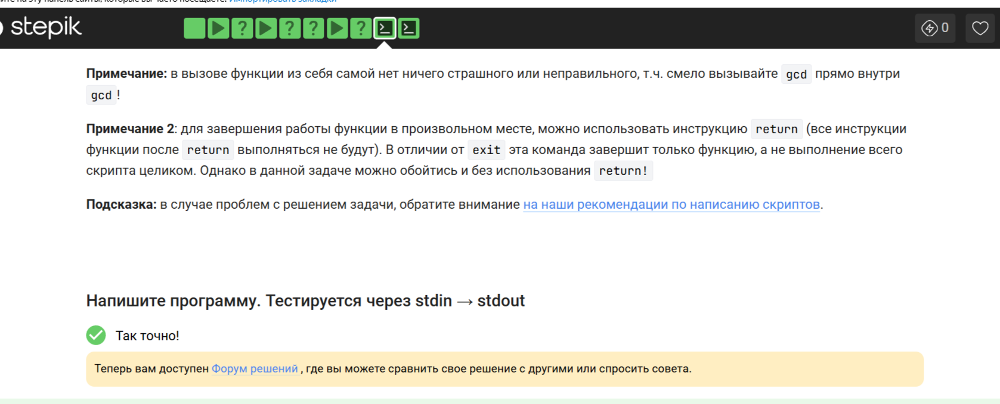 йте на эту панель сайты, которые вы часто посещаете. Импортировать закладки
stepik
? ? ? ? >_ >_
0
Примечание: в вызове функции из себя самой нет ничего страшного или неправильного, т.ч. смело вызывайте gcd прямо внутри
gcd !
Примечание 2: для завершения работы функции в произвольном месте, можно использовать инструкцию return (все инструкции
функции после return выполняться не будут). В отличии от exit эта команда завершит только функцию, а не выполнение всего
скрипта целиком. Однако в данной задаче можно обойтись и без использования return!
Подсказка: в случае проблем с решением задачи, обратите внимание на наши рекомендации по написанию скриптов.
Напишите программу. Тестируется через stdin → stdout
Так точно!
Теперь вам доступен Форум решений , где вы можете сравнить свое решение с другими или спросить совета.